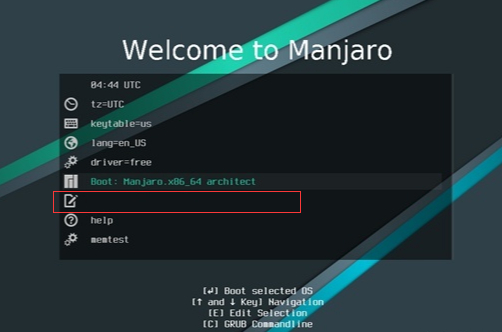 Welcome to Manjaro
04:44 UTC
tz=UTC
keytable=us
lang=en_US
driver=free
Boot: Manjaro.x86_64 architect
help
memtest
[↲] Boot selected OS
[↑ and ↓ Key] Navigation
[E] Edit Selection
[C] GRUB Commandline